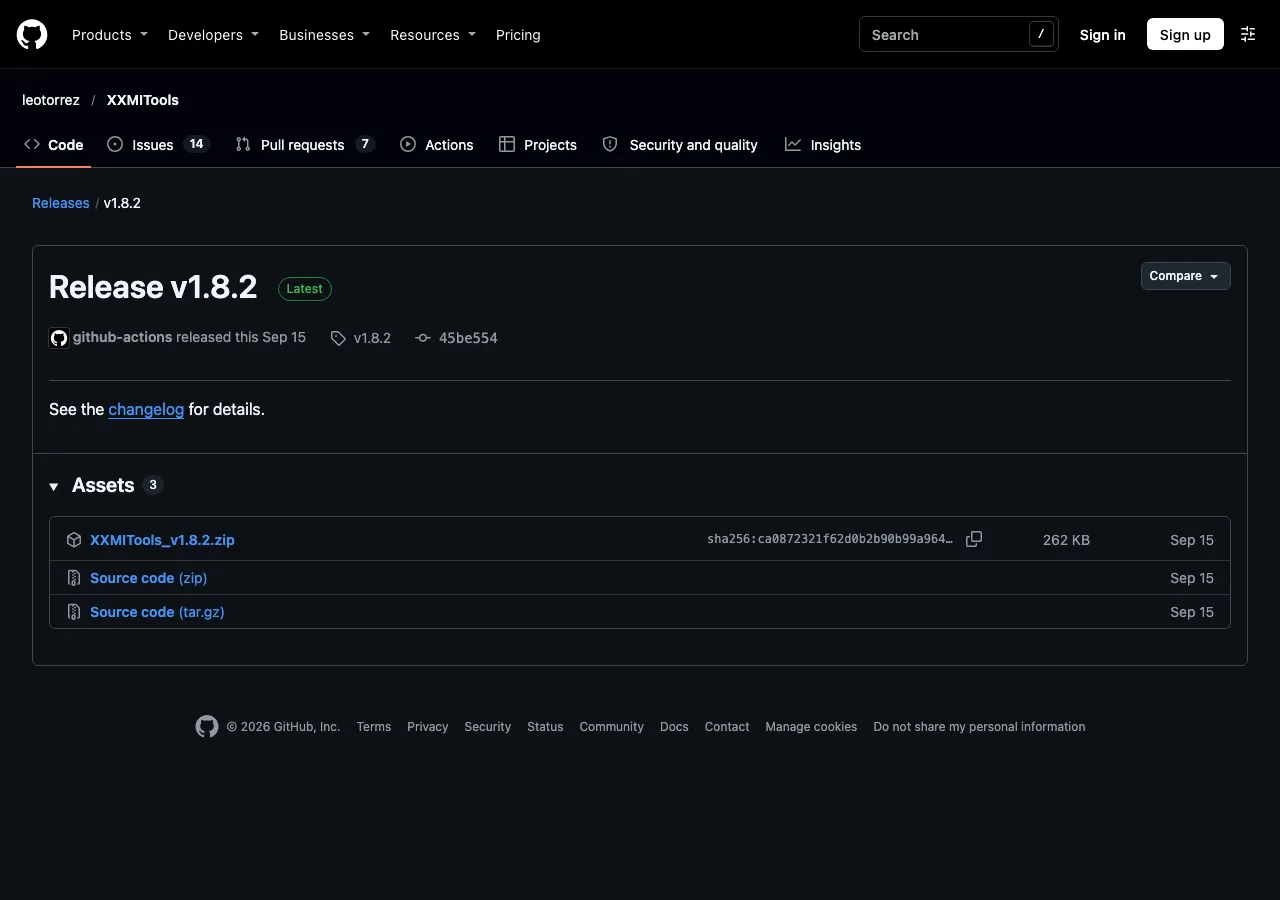 Products Developers Businesses Resources Pricing Search / Sign in Sign up
leotorrez / XXMITools
Code Issues 14 Pull requests 7 Actions Projects Security and quality Insights
Releases / v1.8.2
Release v1.8.2 Latest Compare
github-actions released this Sep 15 v1.8.2 45be554
See the changelog for details.
Assets 3
XXMITools_v1.8.2.zip sha256:ca0872321f62d0b2b90b99a964… 262 KB Sep 15
Source code (zip) Sep 15
Source code (tar.gz) Sep 15
© 2026 GitHub, Inc. Terms Privacy Security Status Community Docs Contact Manage cookies Do not share my personal information